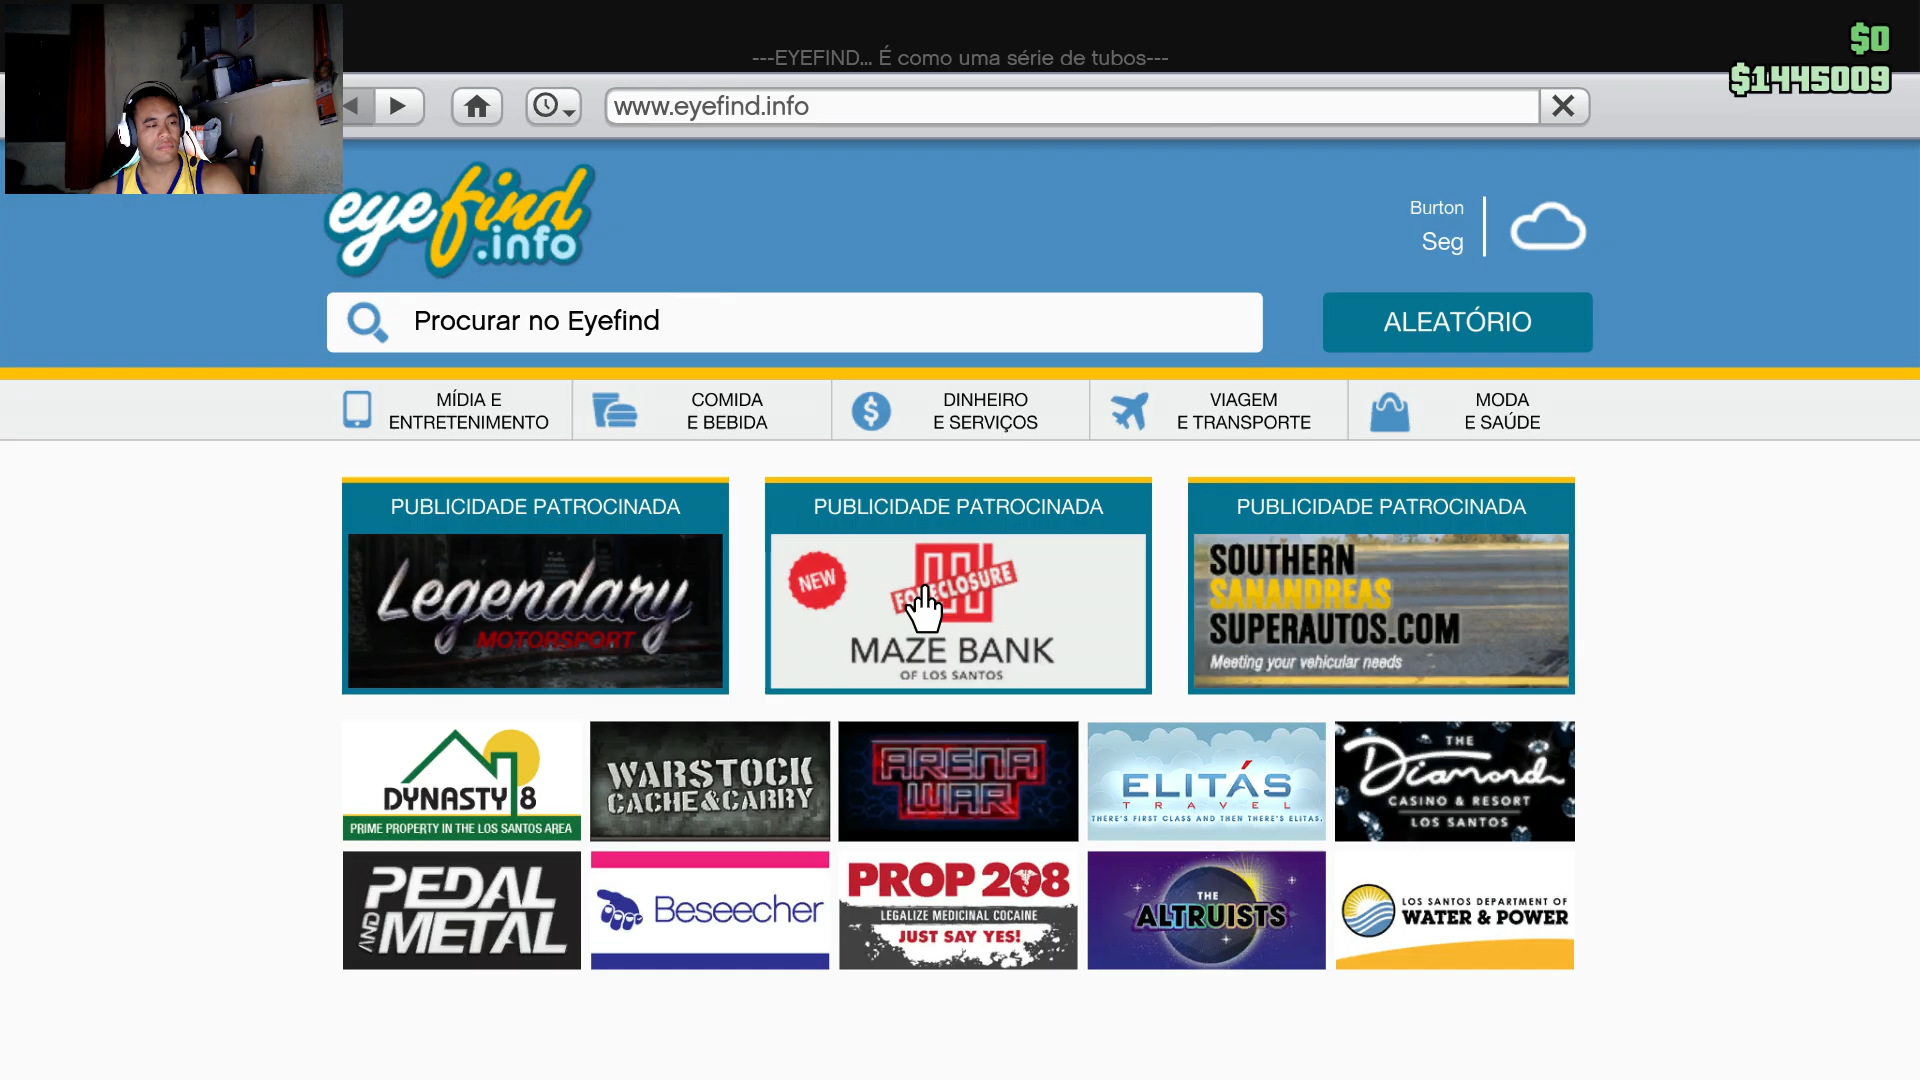 ---EYEFIND... É como uma série de tubos---
$0
$1445009
www.eyefind.info
eyefind
.info
Burton
Seg
Procurar no Eyefind
ALEATÓRIO
MÍDIA E
ENTRETENIMENTO
COMIDA
E BEBIDA
DINHEIRO
E SERVIÇOS
VIAGEM
E TRANSPORTE
MODA
E SAÚDE
PUBLICIDADE PATROCINADA
Legendary
MOTORSPORT
PUBLICIDADE PATROCINADA
NEW
FORECLOSURE
MAZE BANK
OF LOS SANTOS
PUBLICIDADE PATROCINADA
SOUTHERN
SANANDREAS
SUPERAUTOS.COM
Meeting your vehicular needs
DYNASTY 8
PRIME PROPERTY IN THE LOS SANTOS AREA
WARSTOCK
CACHE&CARRY
ARENA
WAR
ELITÁS
TRAVEL
THERE'S FIRST CLASS AND THEN THERE'S ELITAS.
THE
Diamond
CASINO & RESORT
LOS SANTOS
PEDAL
AND
METAL
Beseecher
PROP 208
LEGALIZE MEDICINAL COCAINE
JUST SAY YES!
THE
ALTRUISTS
LOS SANTOS DEPARTMENT OF
WATER & POWER